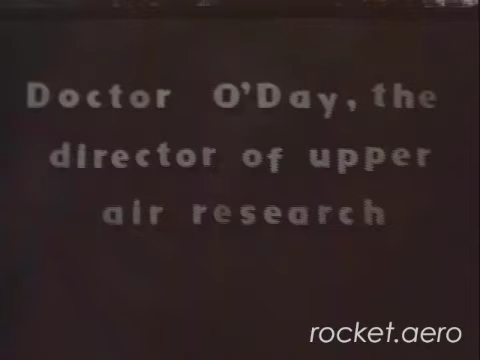 Doctor O'Day, the
director of upper
air research
rocket.aero